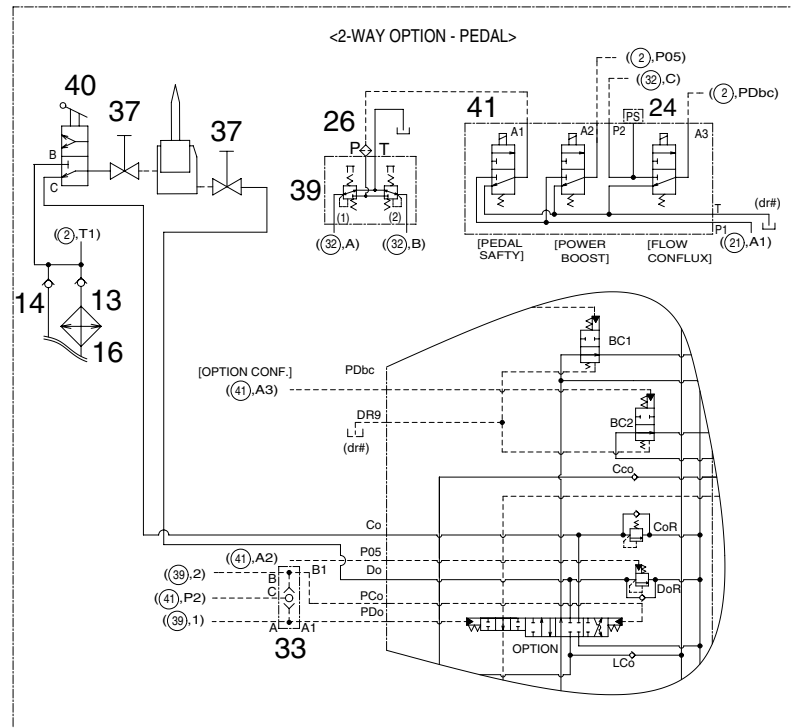 <2-WAY OPTION - PEDAL>
40
37
37
B
C
26
P T
39
(1) (2)
(32,A) (32,B)
(2,P05)
(32,C)
(2,PDbc)
41
24
A1 A2 P2 PS A3
T
(dr#)
P1
(21,A1)
[PEDAL SAFTY]
[POWER BOOST]
[FLOW CONFLUX]
(2,T1)
14
13
16
BC1
[OPTION CONF.]
PDbc
(41,A3)
BC2
DR9
(dr#)
Cco
Co
CoR
(41,A2)
P05
(39,2)
B B1
Do
DoR
(41,P2)
C
PCo
(39,1)
PDo
A A1
33
OPTION
LCo